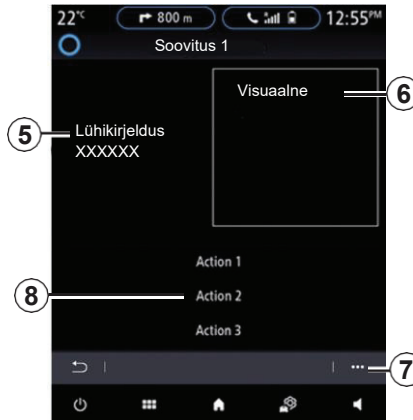 22°C
800 m
12:55PM
Soovitus 1
Visuaalne
6
5
Lühikirjeldus
XXXXXX
Action 1
8
Action 2
Action 3
7